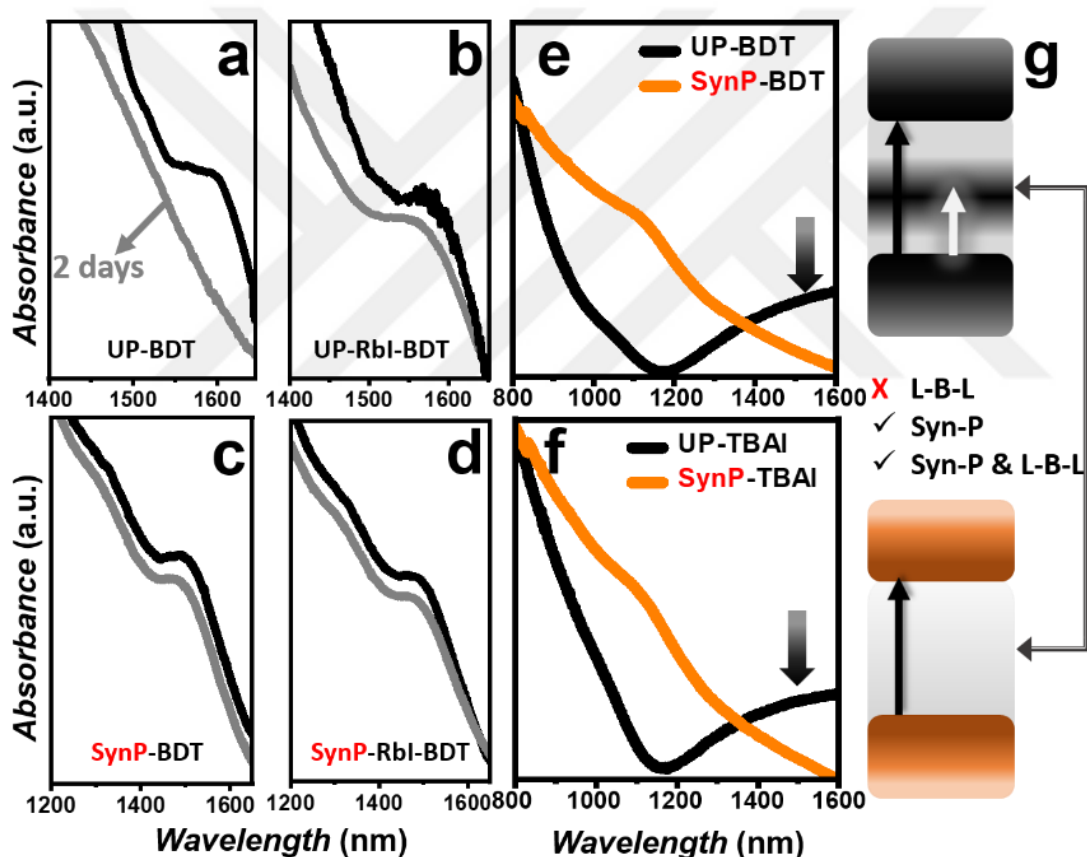 a
2 days
UP-BDT
1400 1500 1600
b
UP-RbI-BDT
1400 1500 1600
e
UP-BDT
SynP-BDT
800 1000 1200 1400 1600
g
Absorbance (a.u.)
X L-B-L
✓ Syn-P
✓ Syn-P & L-B-L
c
SynP-BDT
1200 1400 1600
d
SynP-RbI-BDT
1200 1400 1600
f
UP-TBAI
SynP-TBAI
800 1000 1200 1400 1600
Absorbance (a.u.)
Wavelength (nm)
Wavelength (nm)